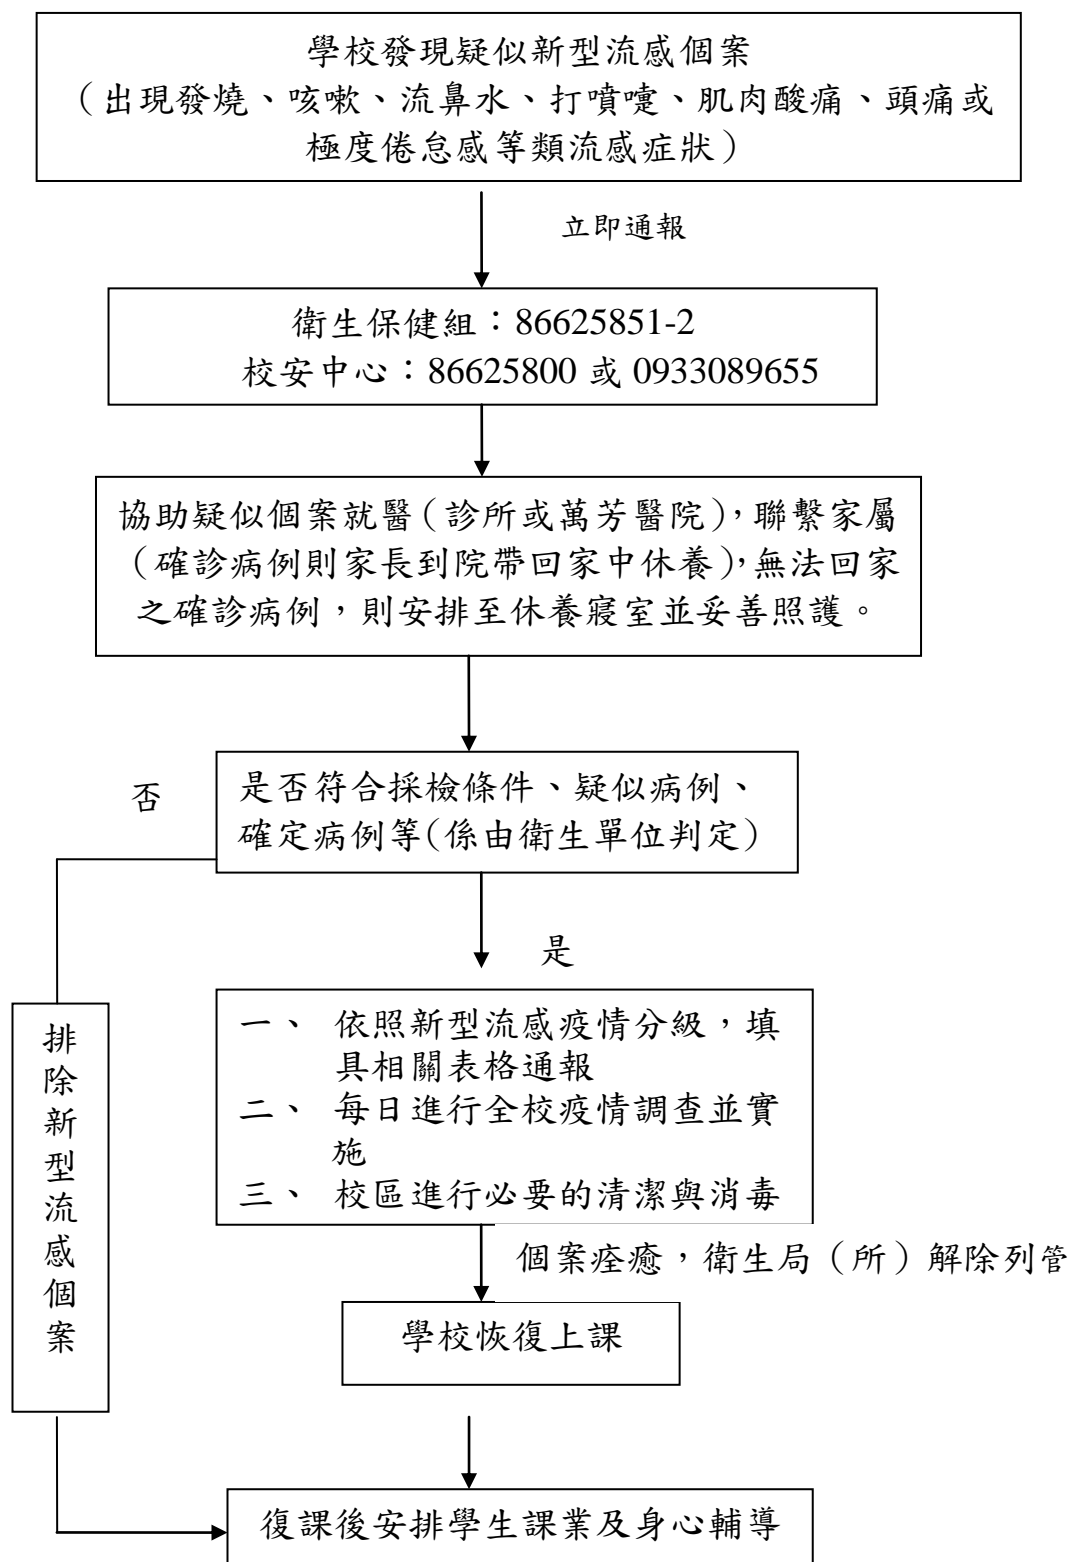 學校發現疑似新型流感個案
（出現發燒、咳嗽、流鼻水、打噴嚏、肌肉酸痛、頭痛或
極度倦怠感等類流感症狀）
立即通報
衛生保健組：86625851-2
校安中心：86625800 或 0933089655
協助疑似個案就醫（診所或萬芳醫院），聯繫家屬
（確診病例則家長到院帶回家中休養），無法回家
之確診病例，則安排至休養寢室並妥善照護。
否
是否符合採檢條件、疑似病例、
確定病例等（係由衛生單位判定）
是
排除新型流感個案
一、 依照新型流感疫情分級，填
具相關表格通報
二、 每日進行全校疫情調查並實
施
三、 校區進行必要的清潔與消毒
個案痊癒，衛生局（所）解除列管
學校恢復上課
復課後安排學生課業及身心輔導